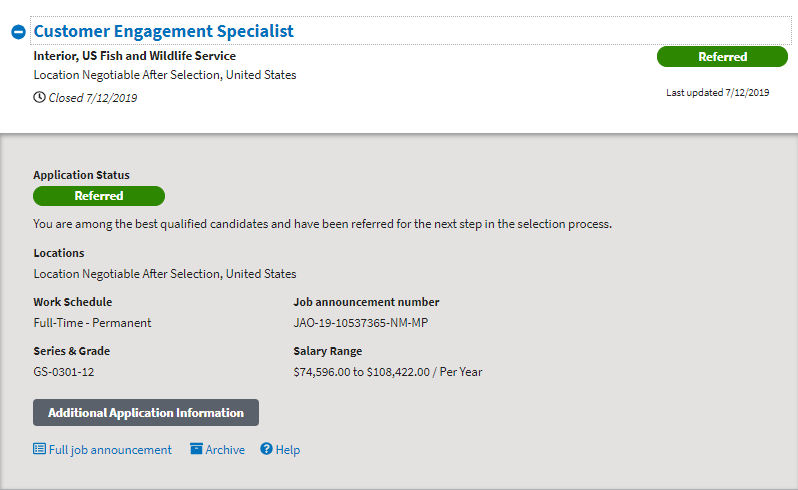 Customer Engagement Specialist
Interior, US Fish and Wildlife Service
Referred
Location Negotiable After Selection, United States
Closed 7/12/2019
Last updated 7/12/2019
Application Status
Referred
You are among the best qualified candidates and have been referred for the next step in the selection process.
Locations
Location Negotiable After Selection, United States
Work Schedule
Job announcement number
Full-Time - Permanent
JAO-19-10537365-NM-MP
Series & Grade
Salary Range
GS-0301-12
$74,596.00 to $108,422.00 / Per Year
Additional Application Information
Full job announcement Archive Help